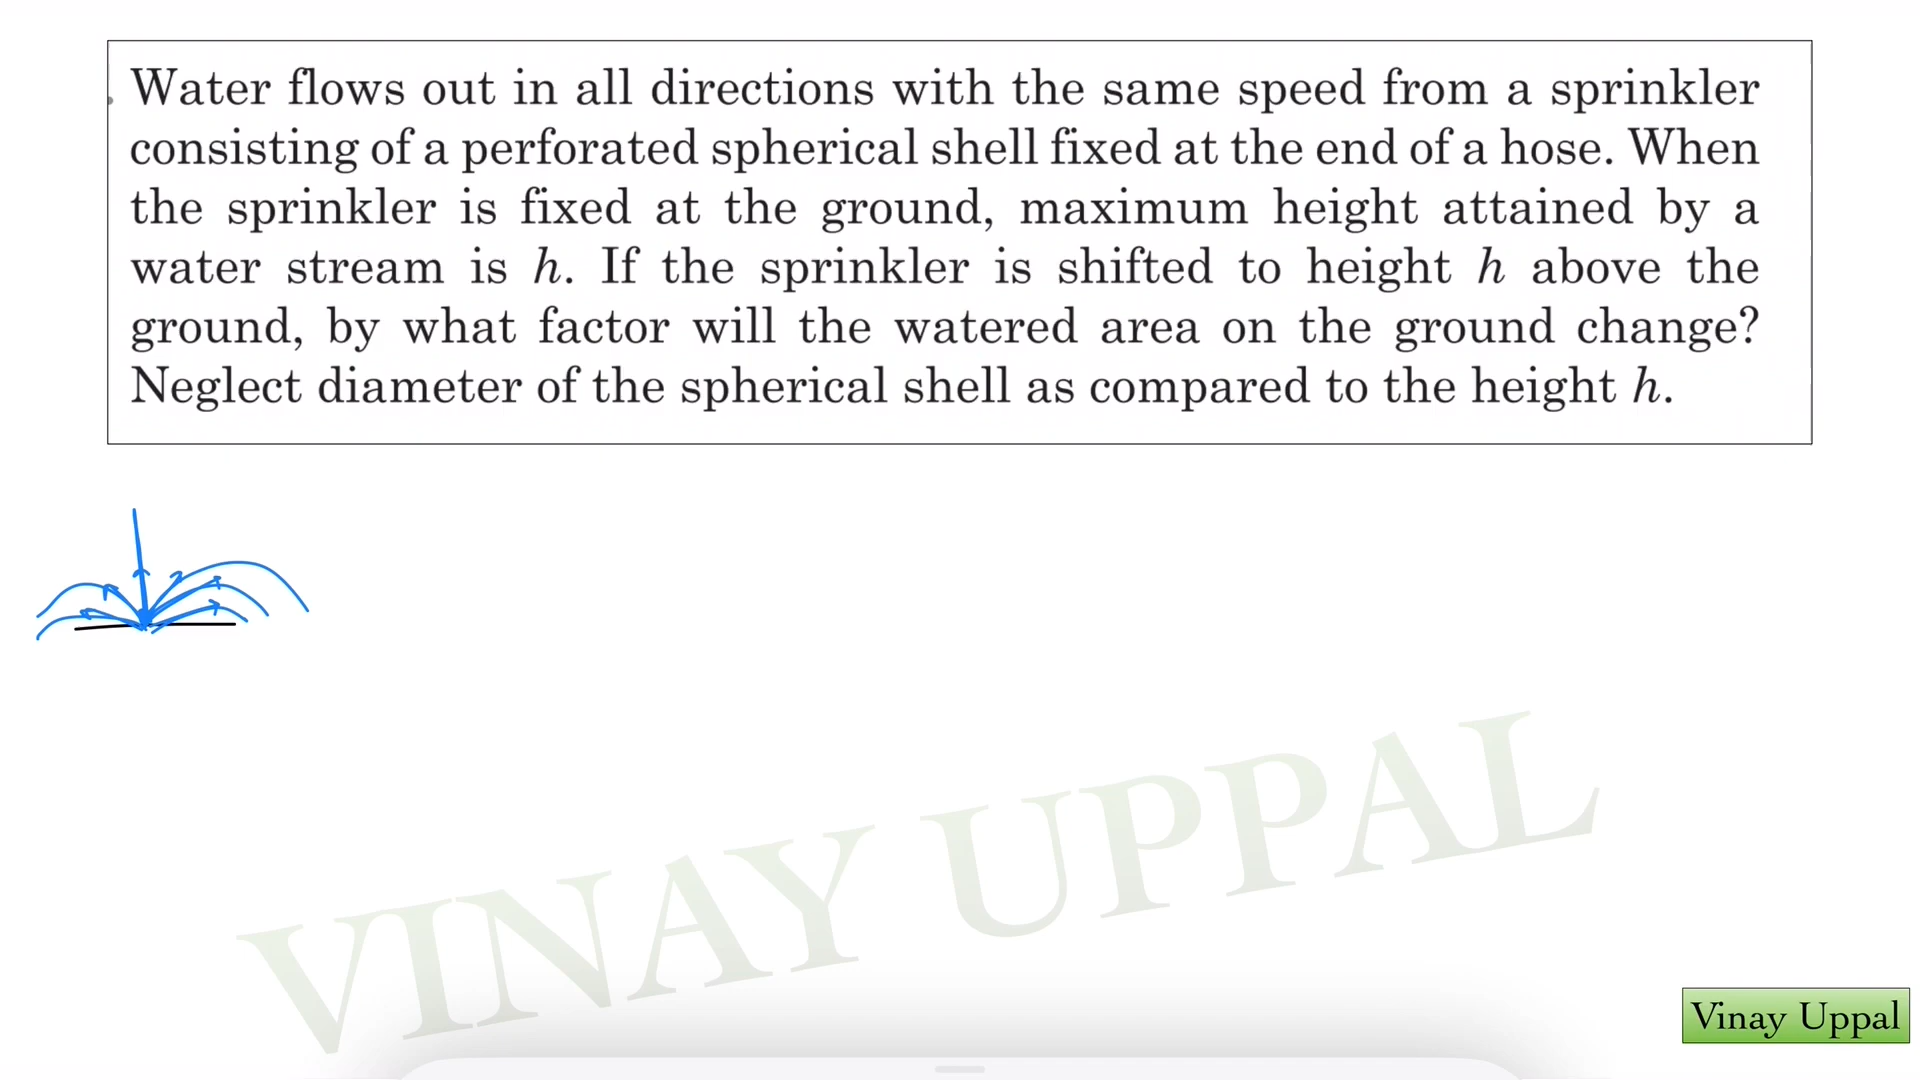 Water flows out in all directions with the same speed from a sprinkler
consisting of a perforated spherical shell fixed at the end of a hose. When
the sprinkler is fixed at the ground, maximum height attained by a
water stream is h. If the sprinkler is shifted to height h above the
ground, by what factor will the watered area on the ground change?
Neglect diameter of the spherical shell as compared to the height h.
VINAY UPPAL
Vinay Uppal